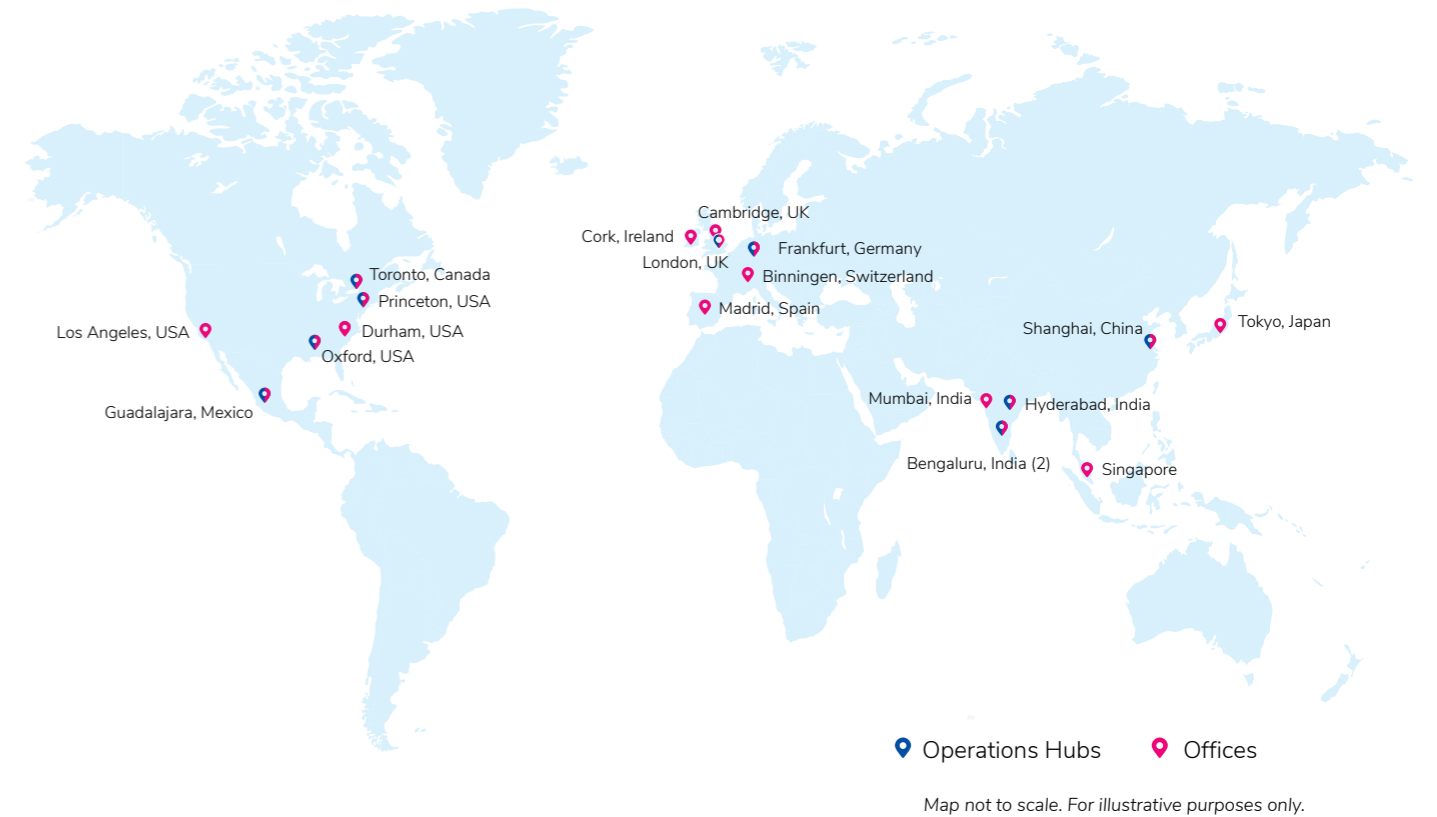 Cambridge, UK
Cork, Ireland
Frankfurt, Germany
London, UK
Toronto, Canada
Binningen, Switzerland
Princeton, USA
Madrid, Spain
Los Angeles, USA
Durham, USA
Shanghai, China
Tokyo, Japan
Oxford, USA
Mumbai, India
Hyderabad, India
Guadalajara, Mexico
Bengaluru, India (2)
Singapore
Operations Hubs
Offices
Map not to scale. For illustrative purposes only.